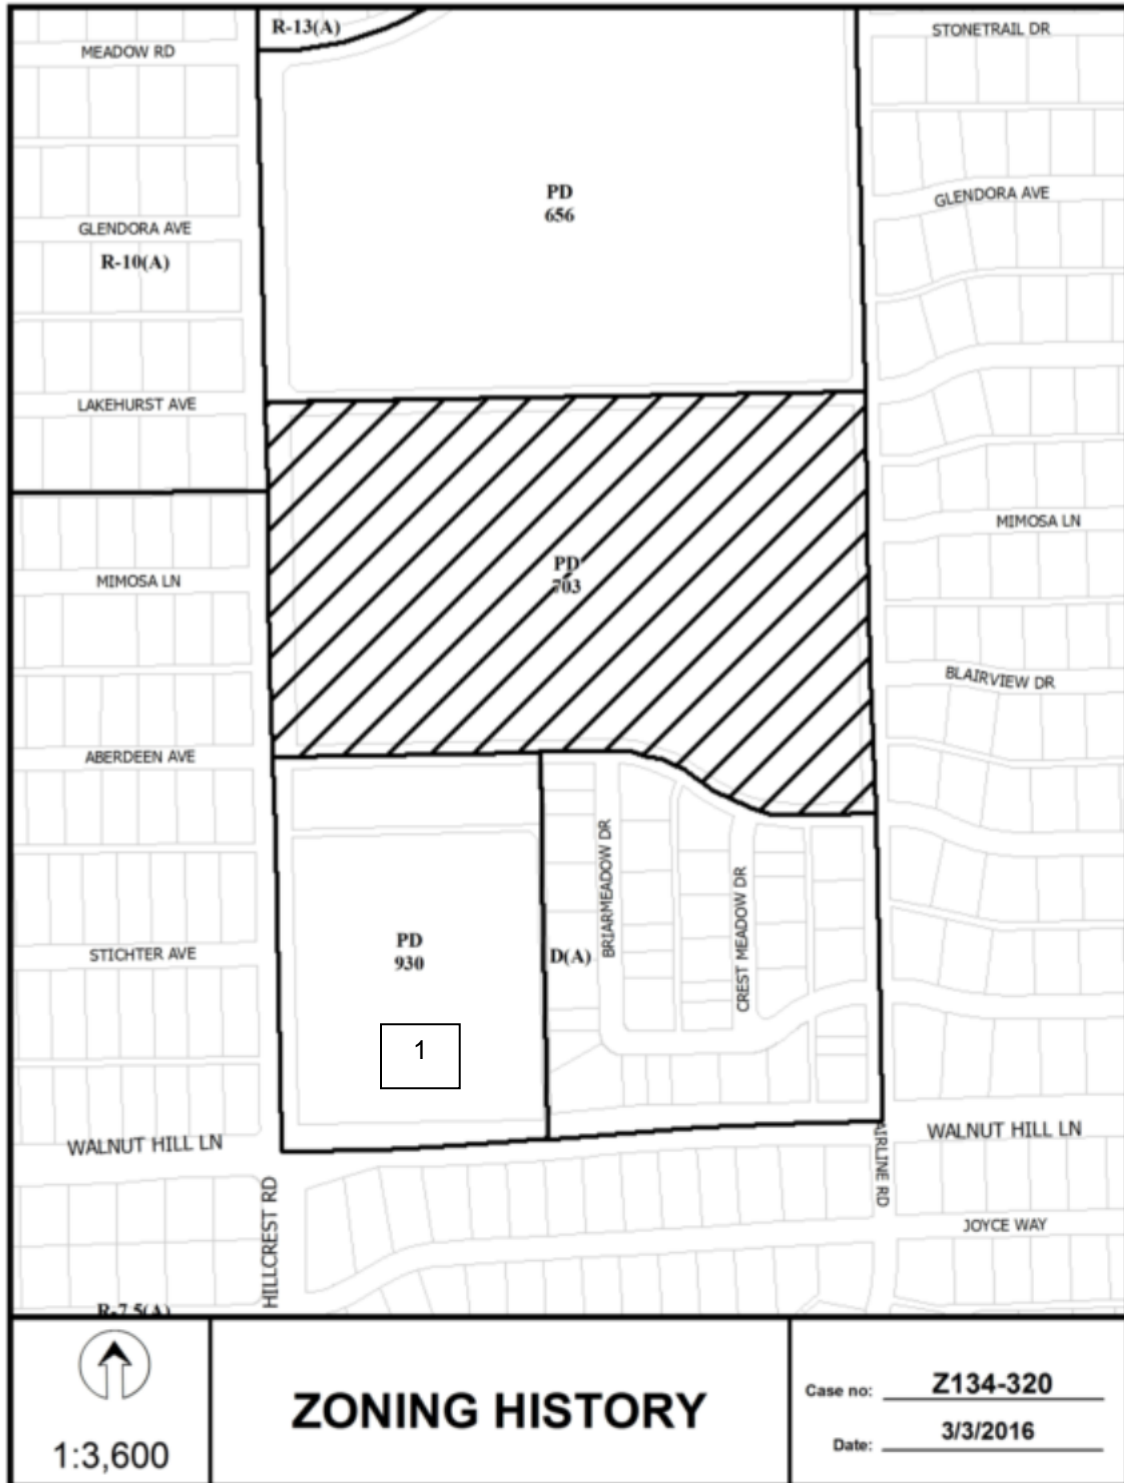 R-13(A)
STONETRAIL DR
MEADOW RD
PD
656
GLENDORA AVE
GLENDORA AVE
R-10(A)
LAKEHURST AVE
MIMOSA LN
PD
703
MIMOSA LN
BLAIRVIEW DR
ABERDEEN AVE
BRIARMEADOW DR
CREST MEADOW DR
STICHTER AVE
PD
930
D(A)
1
WALNUT HILL LN
WALNUT HILL LN
AIRLINE RD
HILLCREST RD
JOYCE WAY
R-7.5(A)
1:3,600
ZONING HISTORY
Case no: Z134-320
Date: 3/3/2016